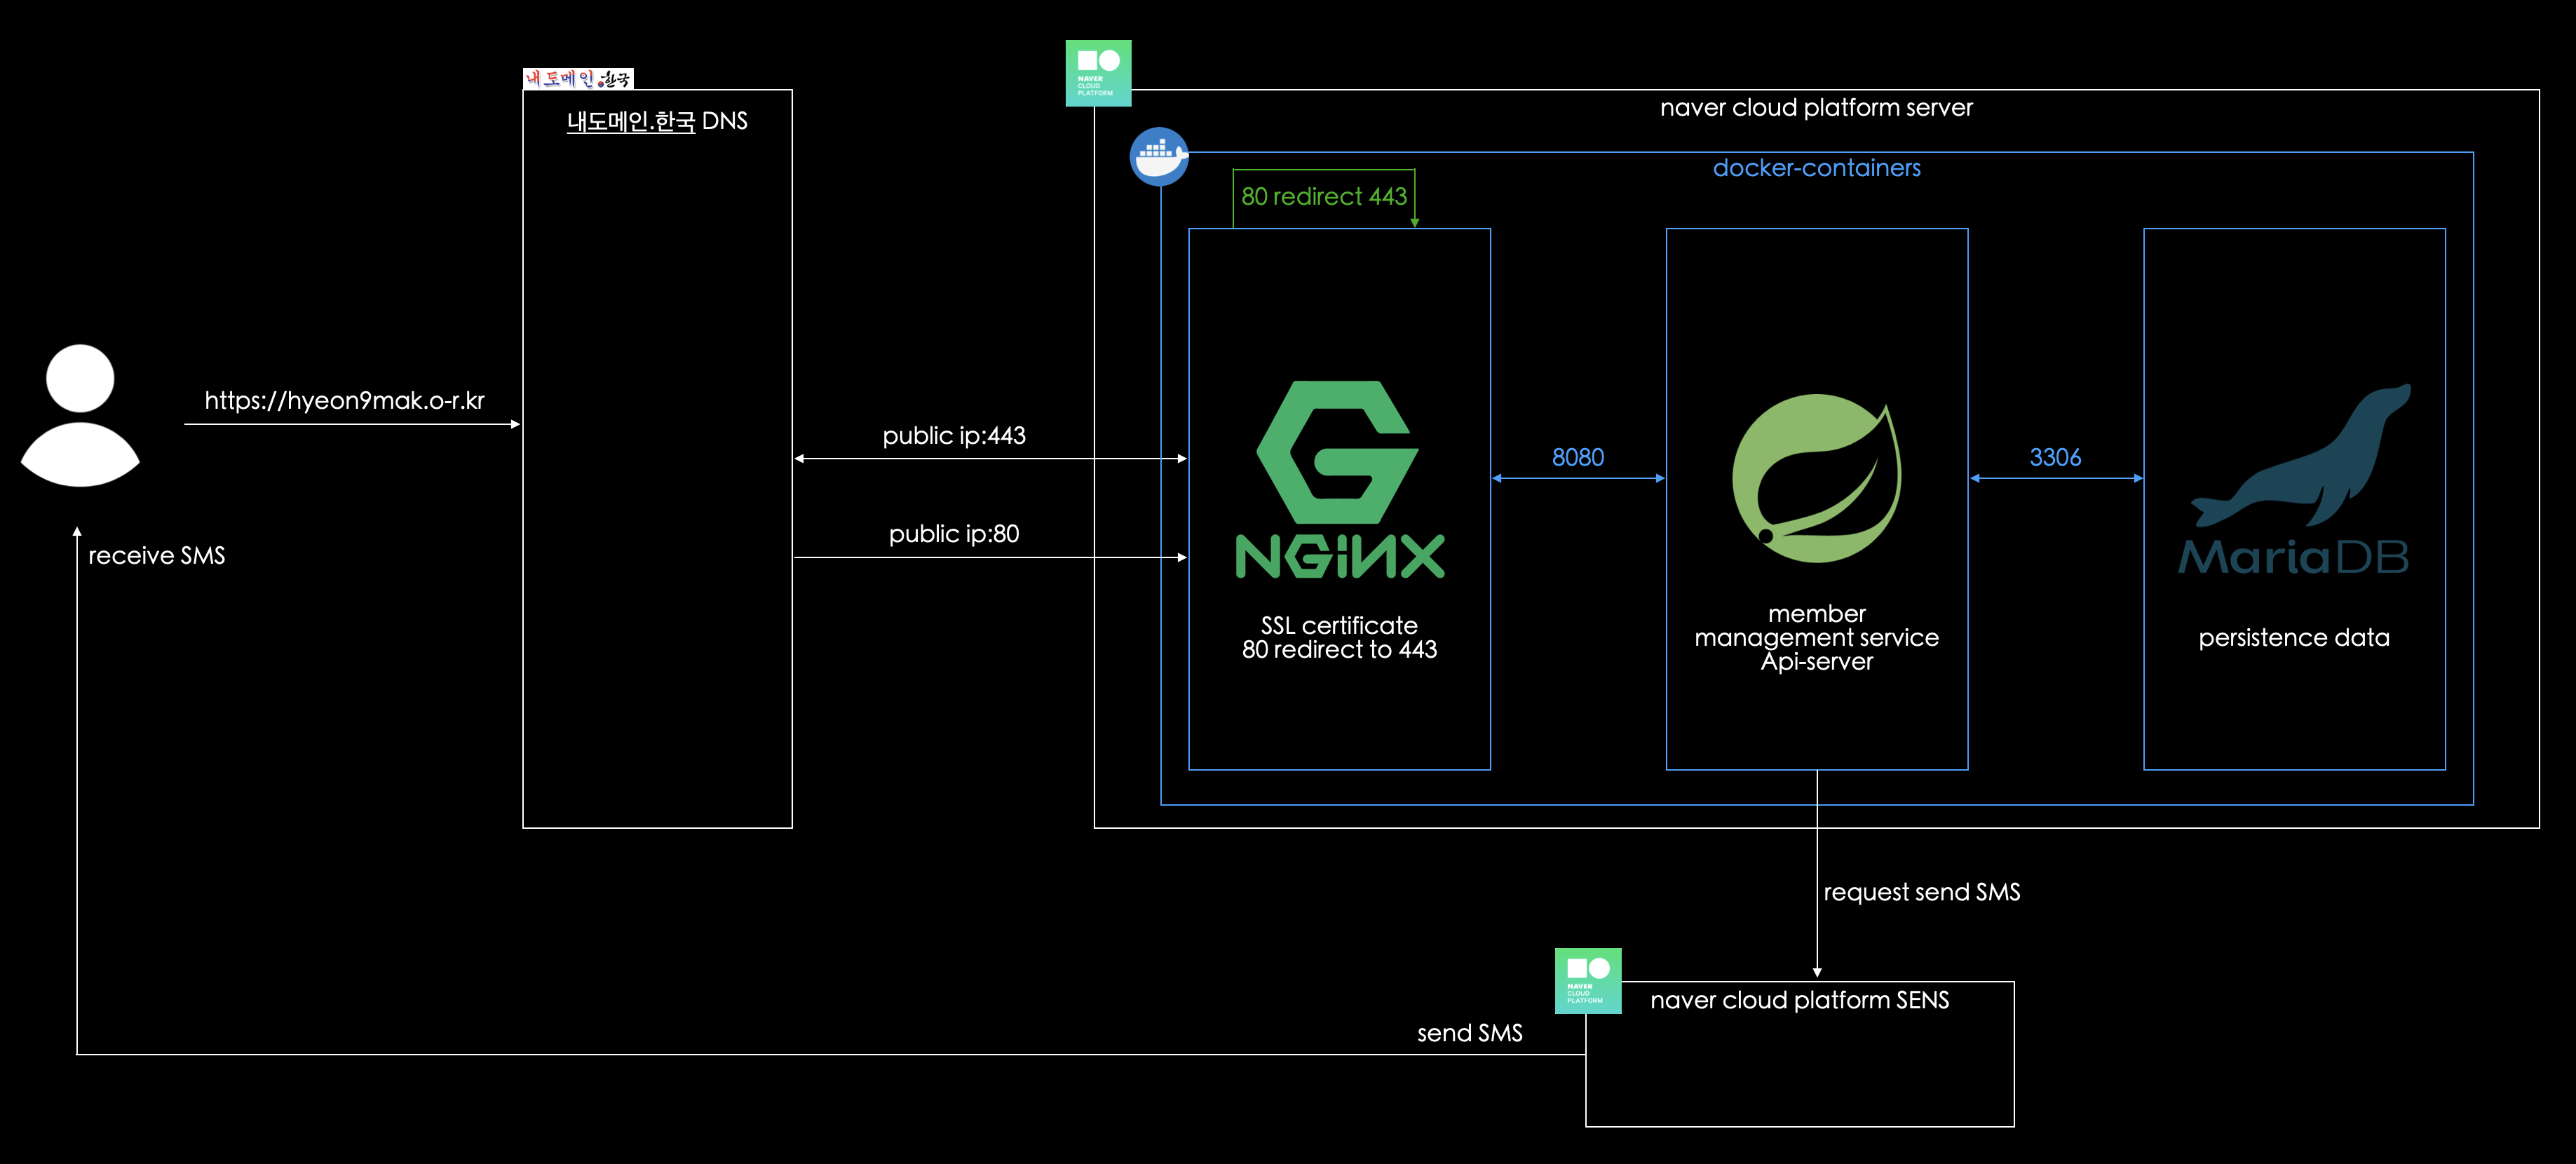 NAVER
CLOUD
PLATFORM
내도메인.한국
내도메인.한국 DNS
naver cloud platform server
docker-containers
80 redirect 443
https://hyeon9mak.o-r.kr
public ip:443
8080
3306
public ip:80
receive SMS
NGINX
MariaDB
SSL certificate
80 redirect to 443
member
management service
Api-server
persistence data
request send SMS
NAVER
CLOUD
PLATFORM
naver cloud platform SENS
send SMS